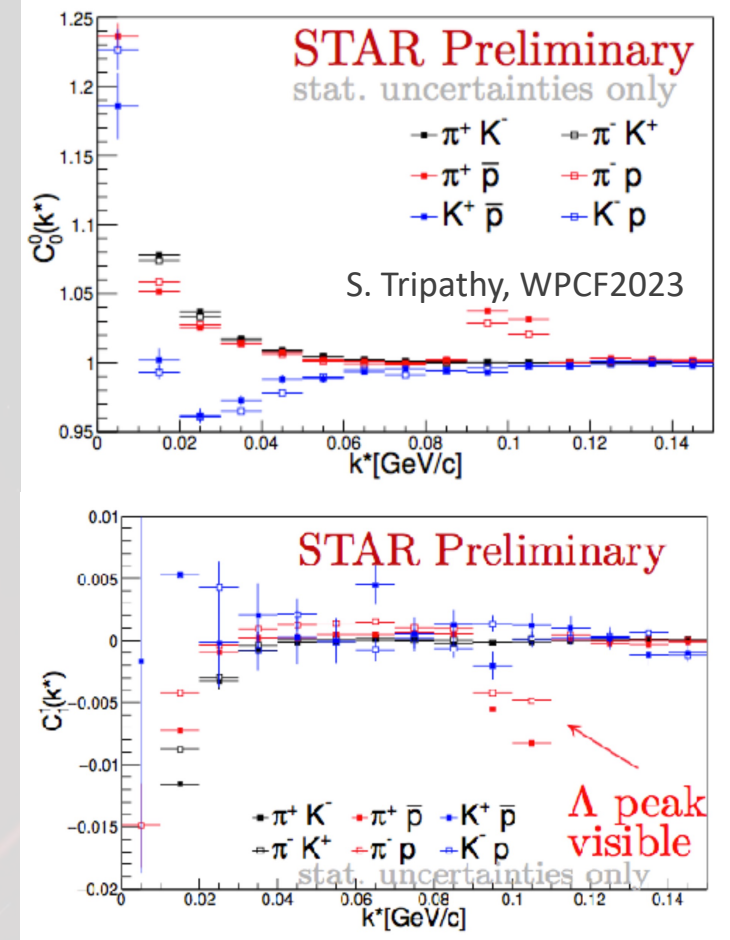 STAR Preliminary
stat. uncertainties only
π⁺ K⁻ π⁻ K⁺
π⁺ p̅ π⁻ p
K⁺ p̅ K⁻ p
S. Tripathy, WPCF2023
C⁰₀(k*)
1.25
1.2
1.15
1.1
1.05
1
0.95
0 0.02 0.04 0.06 0.08 0.1 0.12 0.14
k*[GeV/c]
STAR Preliminary
C¹₁(k*)
0.01
0.005
0
−0.005
−0.01
−0.015
−0.02
Λ peak
visible
π⁺ K⁻ π⁺ p̅ K⁺ p̅
π⁻ K⁺ π⁻ p K⁻ p
stat. uncertainties only
0 0.02 0.04 0.06 0.08 0.1 0.12 0.14
k*[GeV/c]